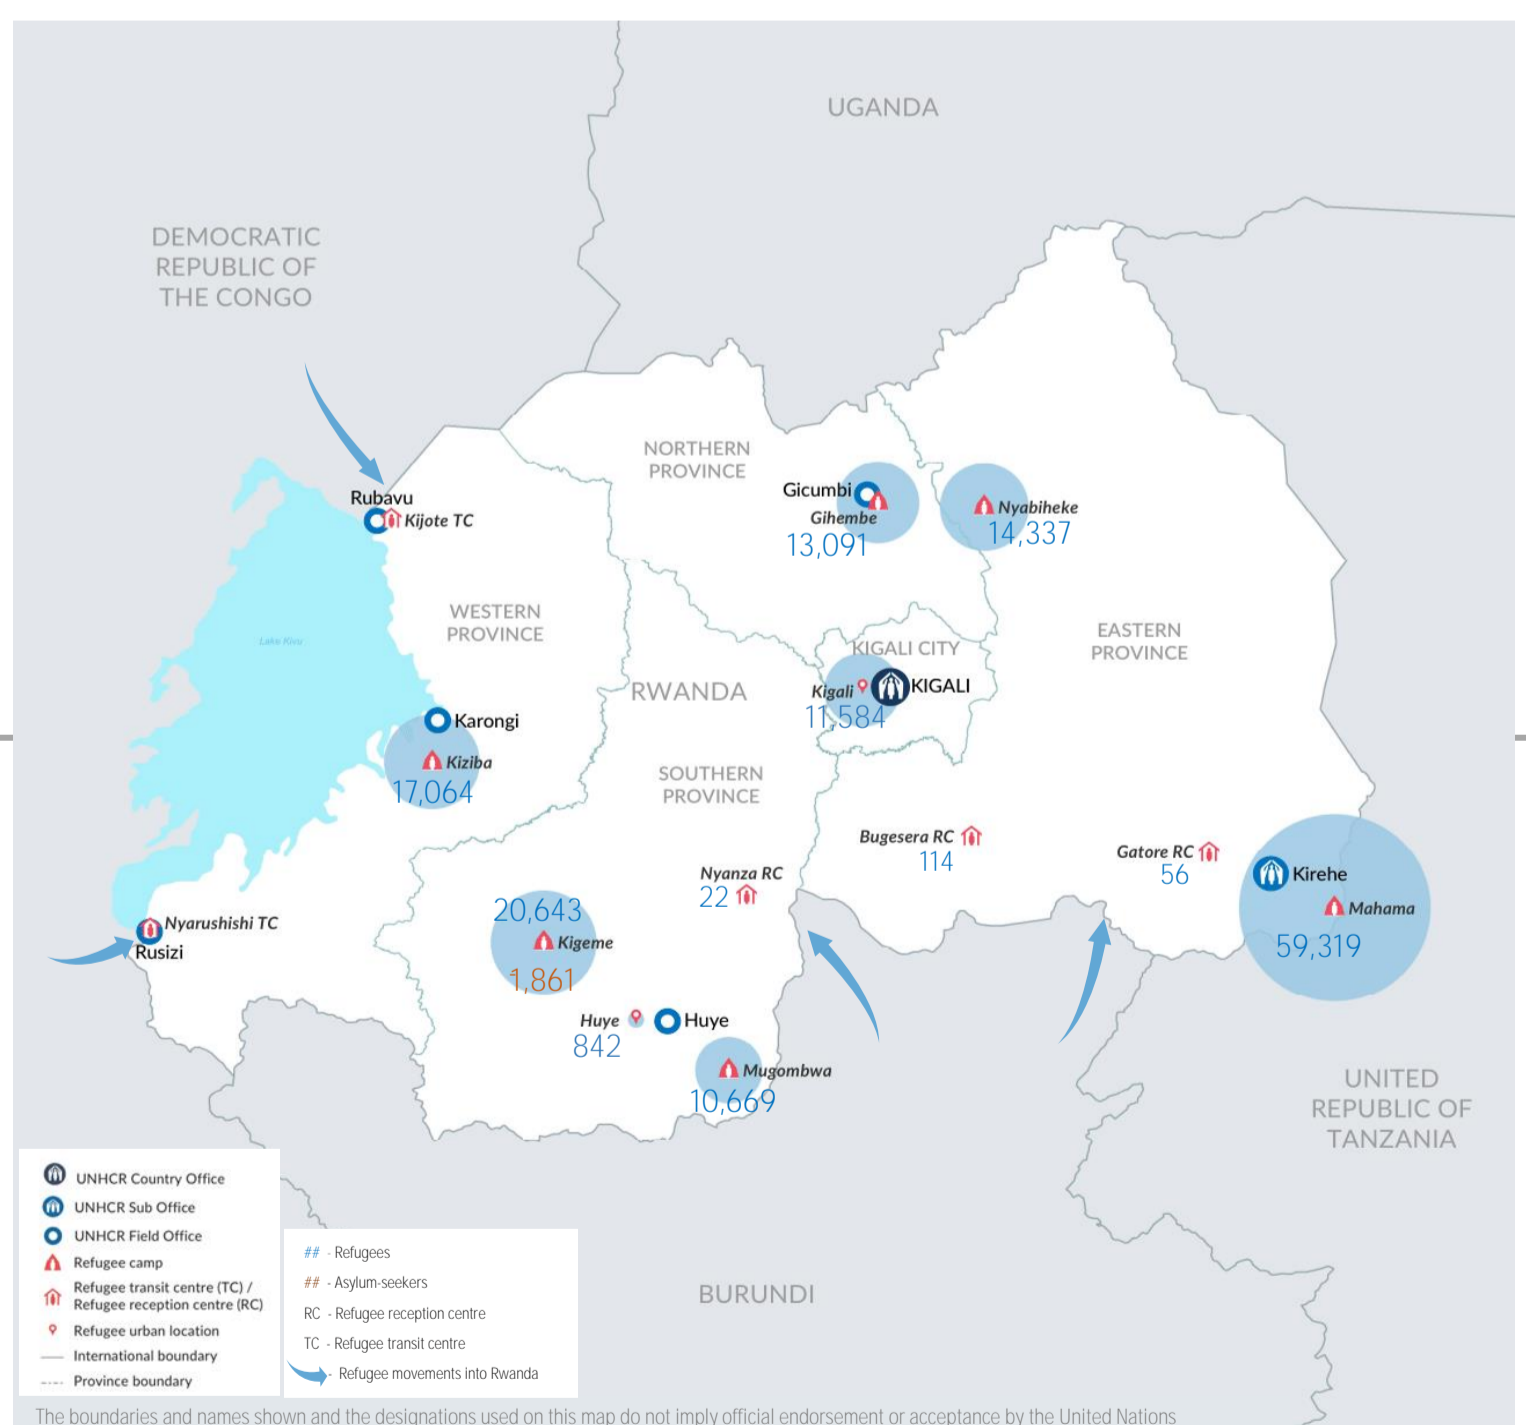 UGANDA
DEMOCRATIC
REPUBLIC OF
THE CONGO
NORTHERN
PROVINCE
Gicumbi
Gihembe
13,091
Nyabiheke
14,337
Rubavu
Kijote TC
WESTERN
PROVINCE
EASTERN
PROVINCE
Lake Kivu
KIGALI CITY
Kigali
KIGALI
11,584
RWANDA
Karongi
Kiziba
17,064
SOUTHERN
PROVINCE
Bugesera RC
114
Gatore RC
56
Kirehe
Mahama
59,319
Nyanza RC
22
20,643
Kigeme
1,861
Nyarushishi TC
Rusizi
Huye
842
Huye
Mugombwa
10,669
UNITED
REPUBLIC OF
TANZANIA
BURUNDI
UNHCR Country Office
UNHCR Sub Office
UNHCR Field Office
Refugee camp
Refugee transit centre (TC) /
Refugee reception centre (RC)
Refugee urban location
International boundary
Province boundary
## - Refugees
## - Asylum-seekers
RC - Refugee reception centre
TC - Refugee transit centre
- Refugee movements into Rwanda
The boundaries and names shown and the designations used on this map do not imply official endorsement or acceptance by the United Nations